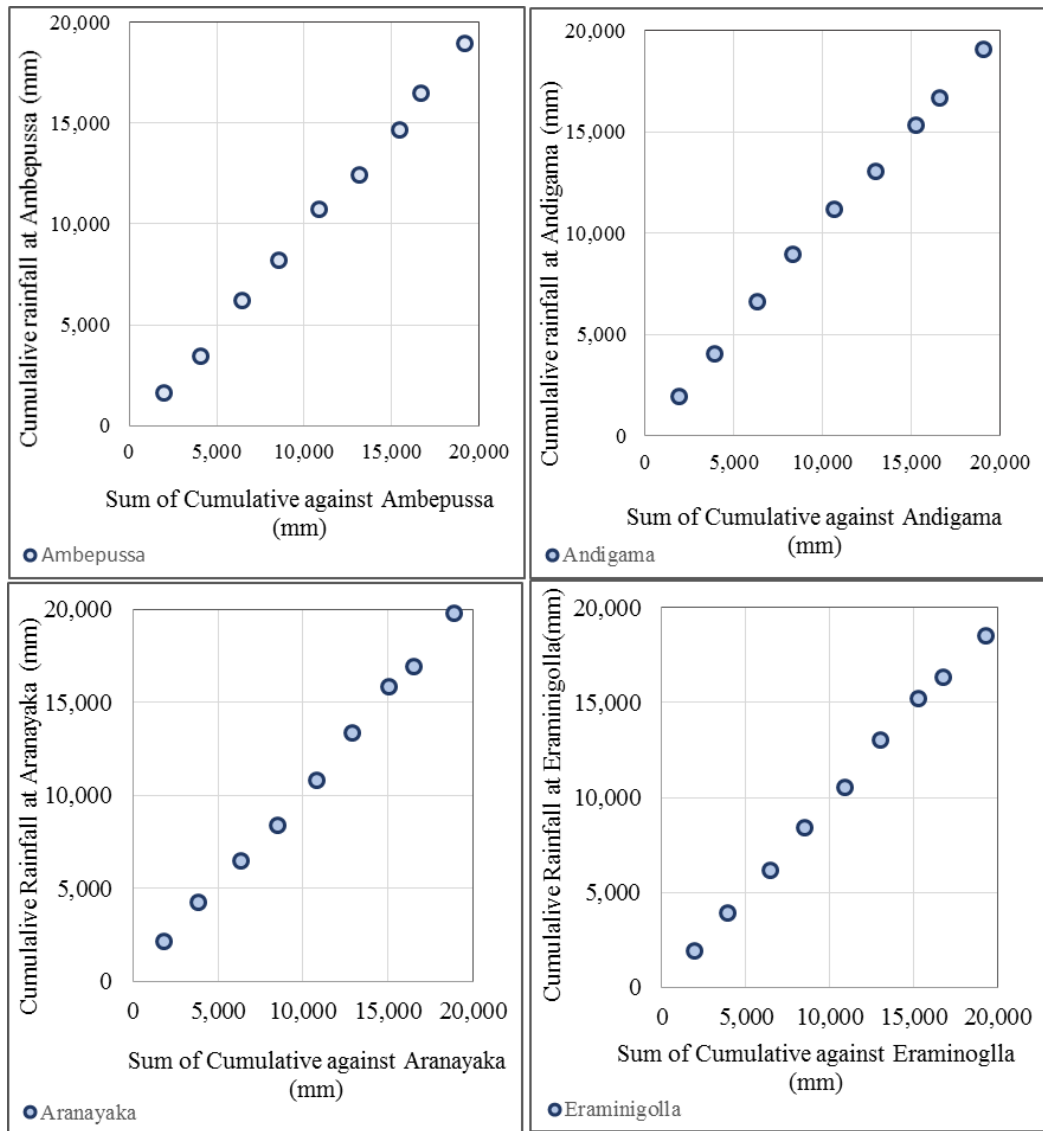 Cumulalive rainfall at Ambepussa (mm)
20,000
15,000
10,000
5,000
0
0 5,000 10,000 15,000 20,000
Sum of Cumulative against Ambepussa
(mm)
Ambepussa
Cumulalive rainfall at Andigama (mm)
20,000
15,000
10,000
5,000
0
0 5,000 10,000 15,000 20,000
Sum of Cumulative against Andigama
(mm)
Andigama
Cumulalive Rainfall at Aranayaka (mm)
20,000
15,000
10,000
5,000
0
0 5,000 10,000 15,000 20,000
Sum of Cumulative against Aranayaka
(mm)
Aranayaka
Cumulalive Rainfall at Eraminigolla(mm)
20,000
15,000
10,000
5,000
0
0 5,000 10,000 15,000 20,000
Sum of Cumulative against Eraminoglla
(mm)
Eraminigolla